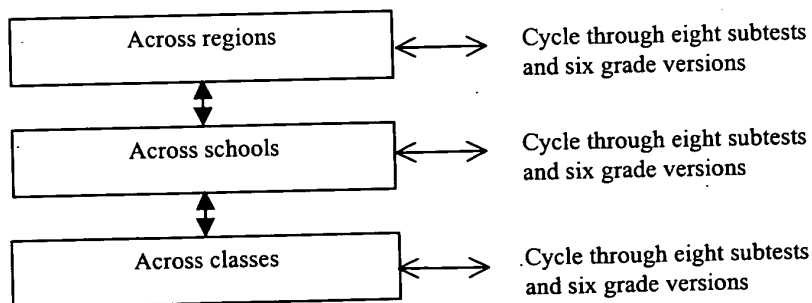 Across regions
Cycle through eight subtests
and six grade versions
Across schools
Cycle through eight subtests
and six grade versions
Across classes
Cycle through eight subtests
and six grade versions